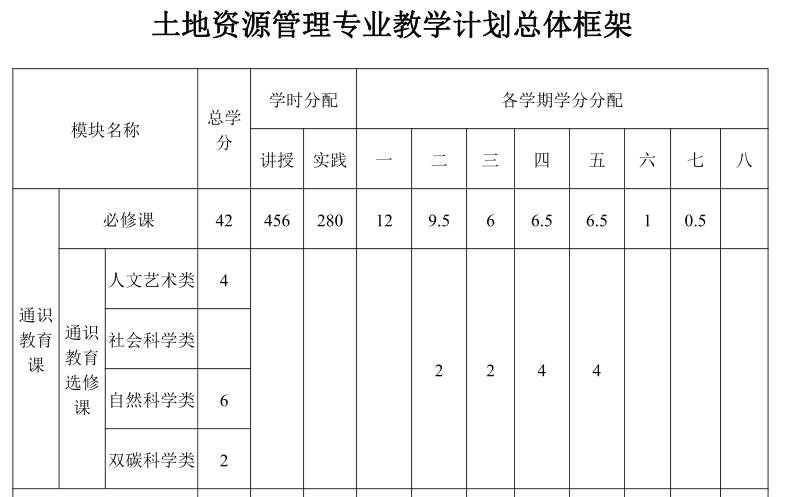 土地资源管理专业教学计划总体框架
模块名称 总学分 学时分配 各学期学分分配
讲授 实践 一 二 三 四 五 六 七 八
通识教育课 必修课 42 456 280 12 9.5 6 6.5 6.5 1 0.5
通识教育选修课 人文艺术类 4
社会科学类
2 2 4 4
自然科学类 6
双碳科学类 2